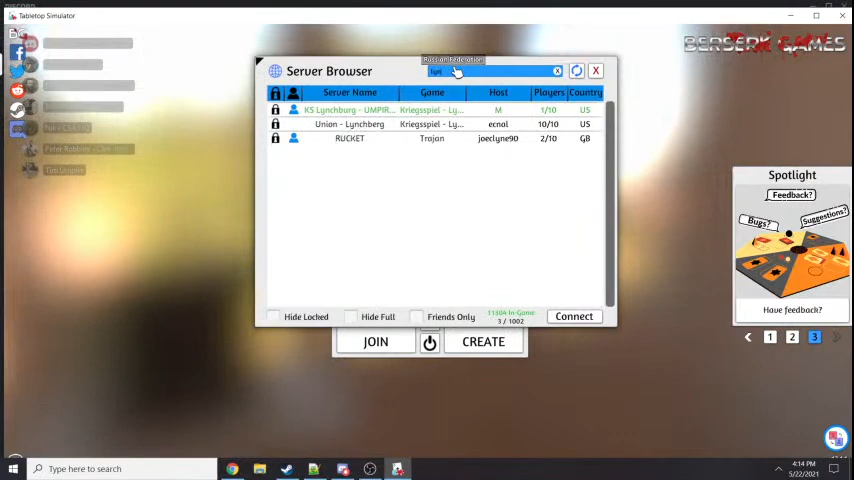 Tabletop Simulator
BERSERK GAMES
Russian Federation
Server Browser
lyn
X
X
Server Name Game Host Players Country
KS Lynchburg - UMPIR... Kriegsspiel - Ly... M 1/10 US
Union - Lynchberg Kriegsspiel - Ly... ecnal 10/10 US
RUCKET Trajan joeclyne90 2/10 GB
Hide Locked Hide Full Friends Only 11304 In-Game
3 / 1002
Connect
JOIN CREATE
Spotlight
Feedback?
Bugs? Suggestions?
Have feedback?
1 2 3
Type here to search
4:14 PM
5/22/2021